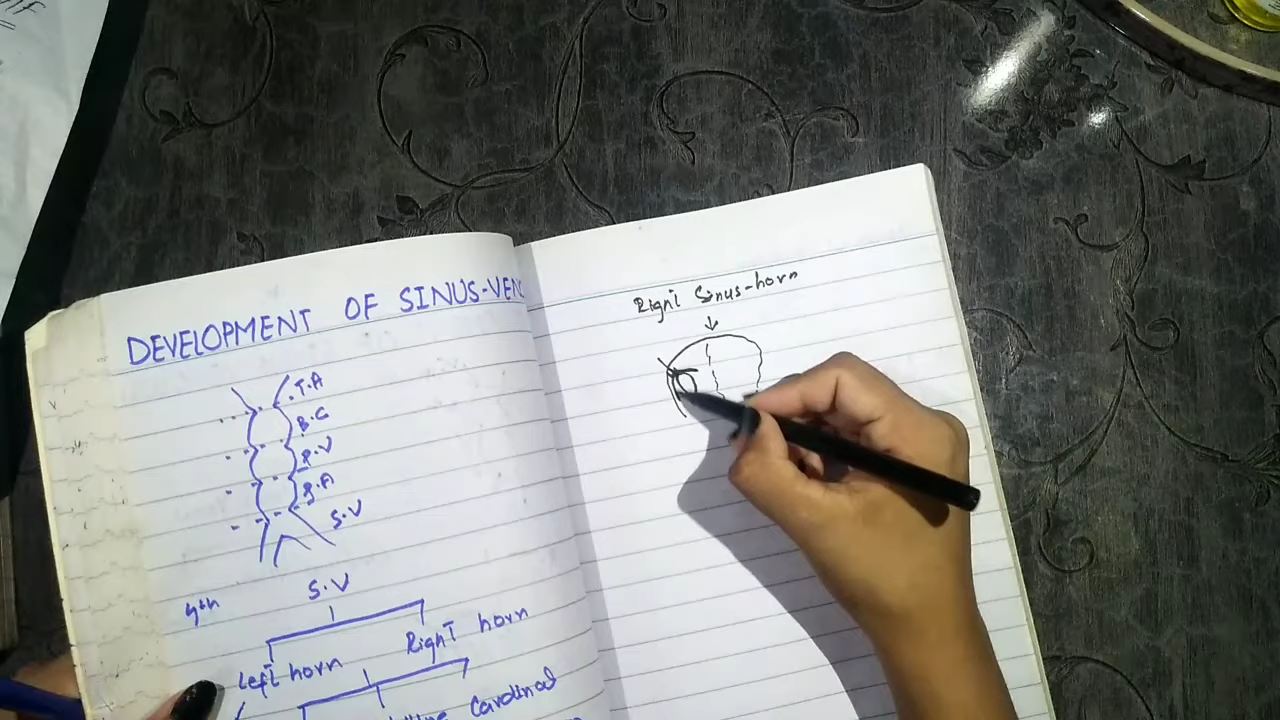 DEVELOPMENT OF SINUS-VEN
T.A
B.C
P.V
P.A
S.V
4th
S.V
Left horn
Right horn
Cardinal
Right Sinus-horn